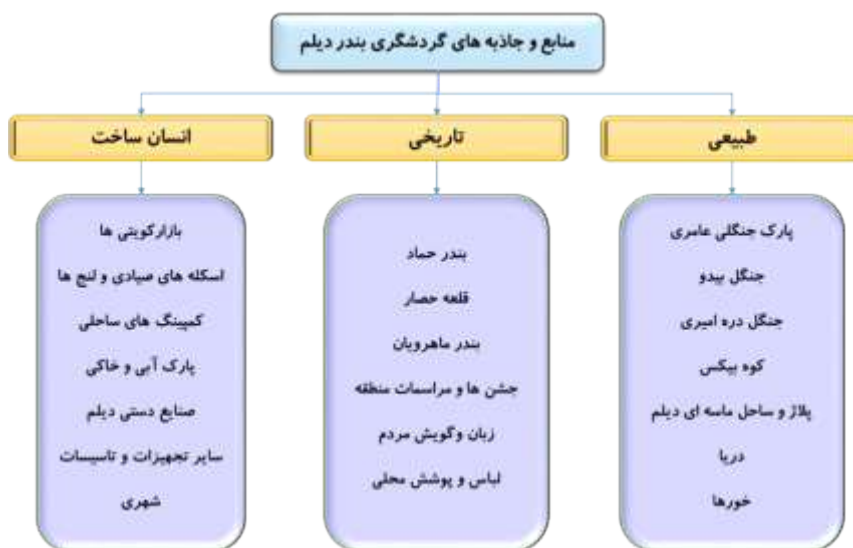 منابع و جاذبه های گردشگری بندر دیلم
طبیعی
پارک جنگلی عامری
جنگل بیدو
جنگل دره امیری
کوه بیکس
پلاژ و ساحل ماسه ای دیلم
دریا
خورها
تاریخی
بندر حماد
قلعه حصار
بندر ماهرویان
جشن ها و مراسمات منطقه
زبان وگویش مردم
لباس و پوشش محلی
انسان ساخت
بازارکویتی ها
اسکله های صیادی و لنج ها
کمپینگ های ساحلی
پارک آبی و خاکی
صنایع دستی دیلم
سایر تجهیزات و تاسیسات
شهری